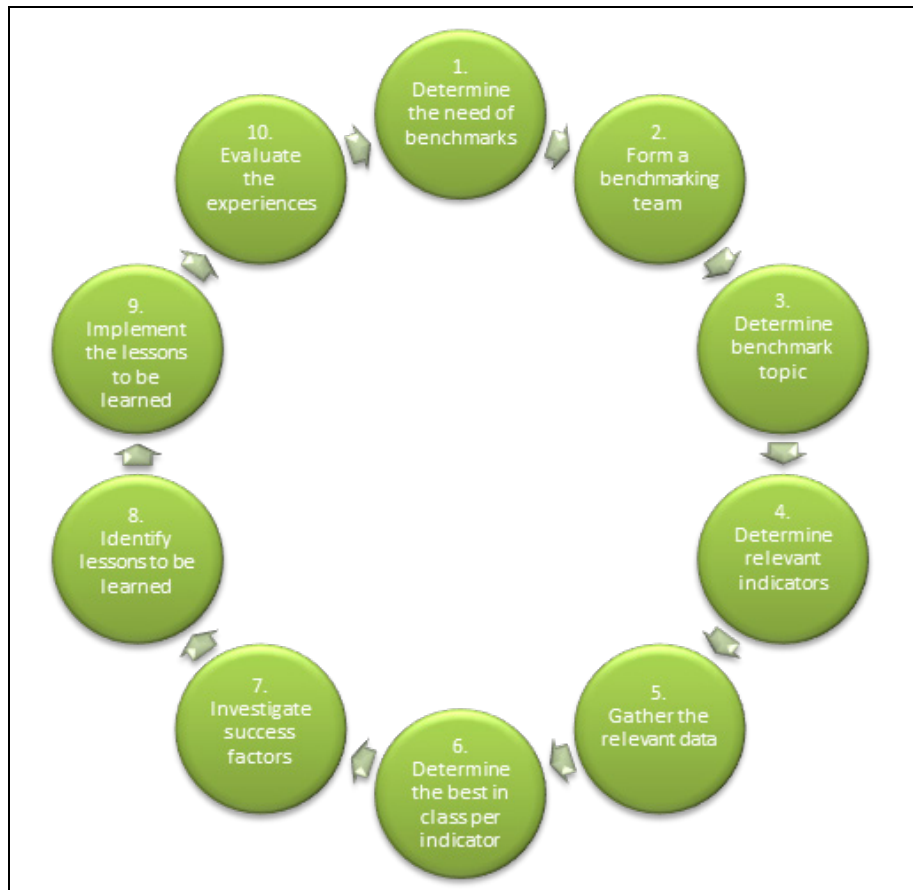 1.
Determine
the need of
benchmarks
2.
Form a
benchmarking
team
3.
Determine
benchmark
topic
4.
Determine
relevant
indicators
5.
Gather the
relevant data
6.
Determine
the best in
class per
indicator
7.
Investigate
success
factors
8.
Identify
lessons to be
learned
9.
Implement
the lessons
to be
learned
10.
Evaluate
the
experiences